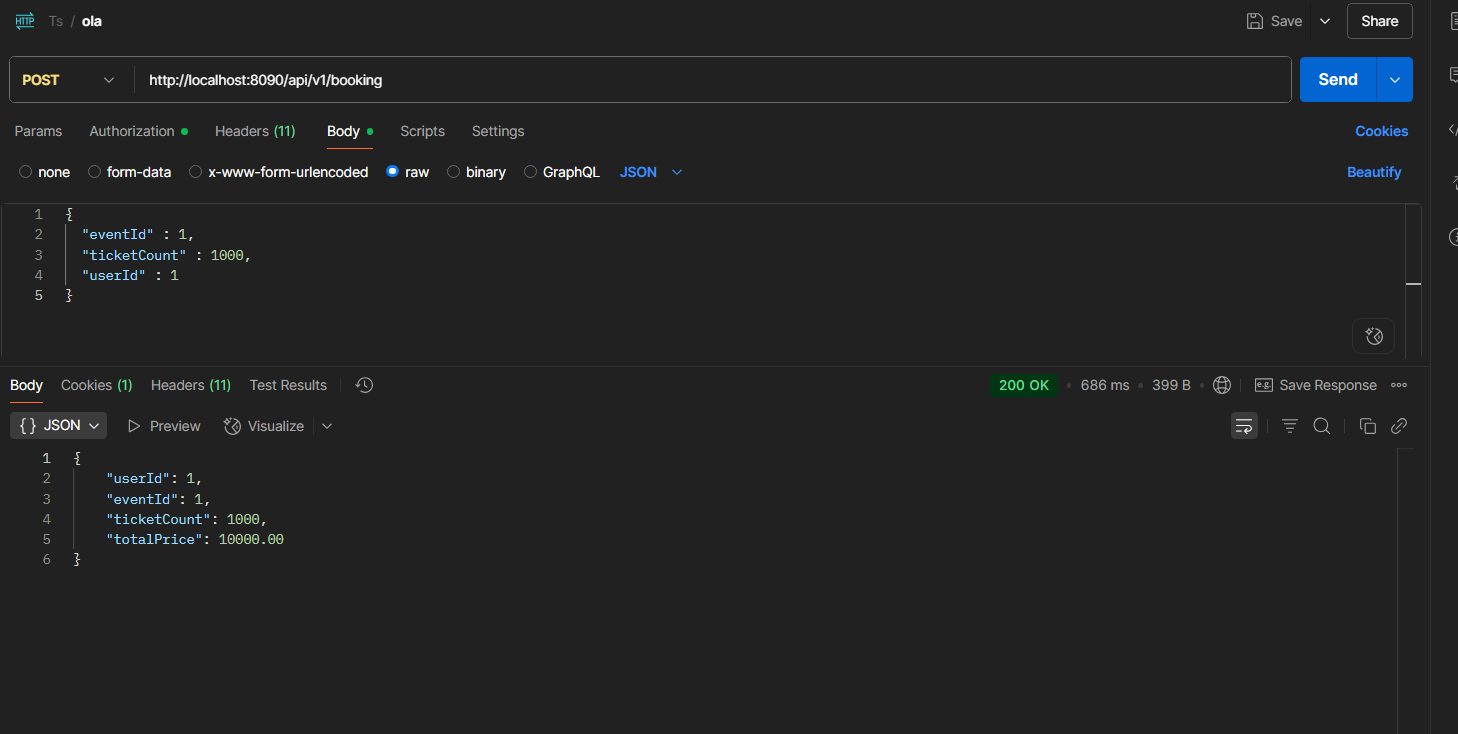 HTTP Ts / ola Save Share
POST http://localhost:8090/api/v1/booking Send
Params Authorization Headers (11) Body Scripts Settings Cookies
none form-data x-www-form-urlencoded raw binary GraphQL JSON Beautify
1 {
2 "eventId" : 1,
3 "ticketCount" : 1000,
4 "userId" : 1
5 }
Body Cookies (1) Headers (11) Test Results 200 OK • 686 ms • 399 B • e.g. Save Response
{} JSON Preview Visualize
1 {
2 "userId": 1,
3 "eventId": 1,
4 "ticketCount": 1000,
5 "totalPrice": 10000.00
6 }